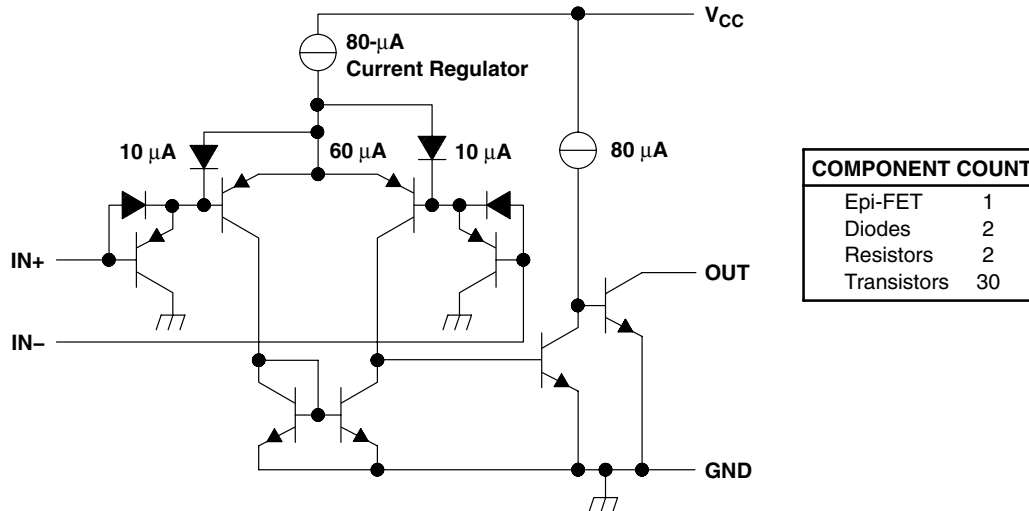 V_CC
80-μA
Current Regulator
10 μA
60 μA
10 μA
80 μA
IN+
OUT
IN−
GND
COMPONENT COUNT
Epi-FET 1
Diodes 2
Resistors 2
Transistors 30